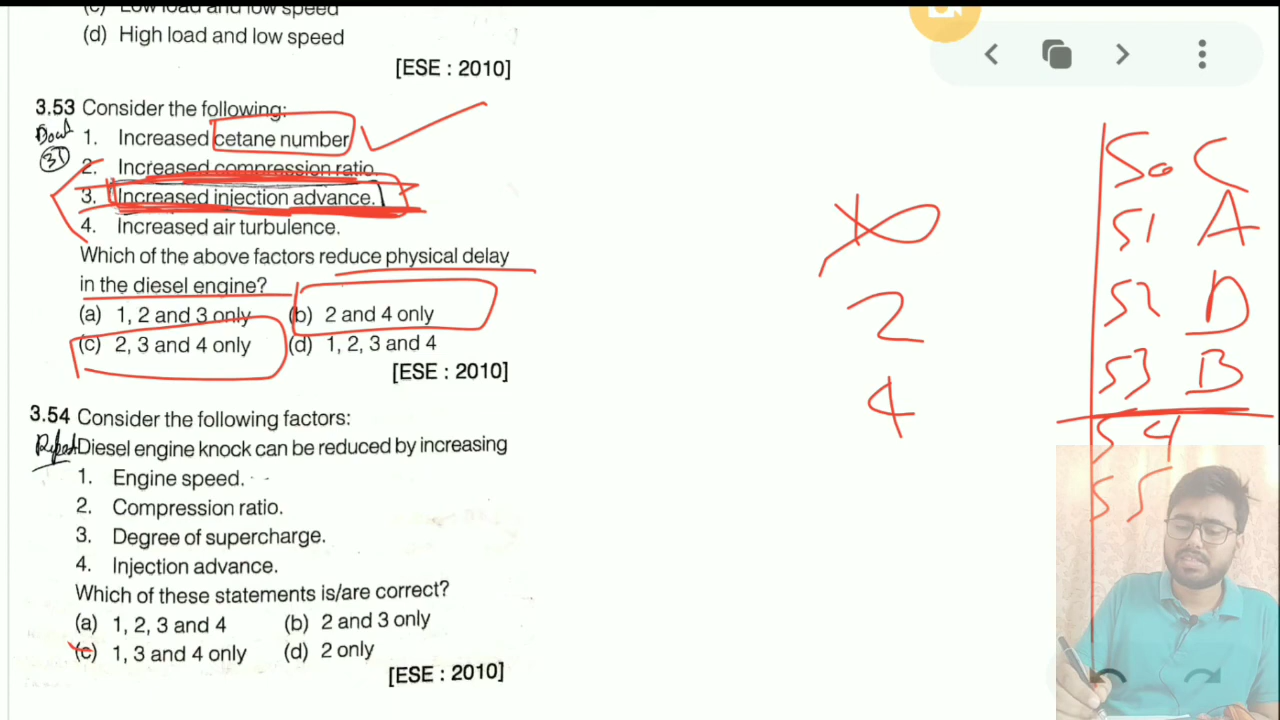 (c) Low load and low speed
(d) High load and low speed
[ESE : 2010]
3.53 Consider the following:
1. Increased cetane number
2. Increased compression ratio.
3. Increased injection advance.
4. Increased air turbulence.
Which of the above factors reduce physical delay
in the diesel engine?
(a) 1, 2 and 3 only (b) 2 and 4 only
(c) 2, 3 and 4 only (d) 1, 2, 3 and 4
[ESE : 2010]
3.54 Consider the following factors:
Diesel engine knock can be reduced by increasing
1. Engine speed.
2. Compression ratio.
3. Degree of supercharge.
4. Injection advance.
Which of these statements is/are correct?
(a) 1, 2, 3 and 4 (b) 2 and 3 only
(c) 1, 3 and 4 only (d) 2 only
[ESE : 2010]
2
4
50 C
51 A
52 D
53 B
54
55